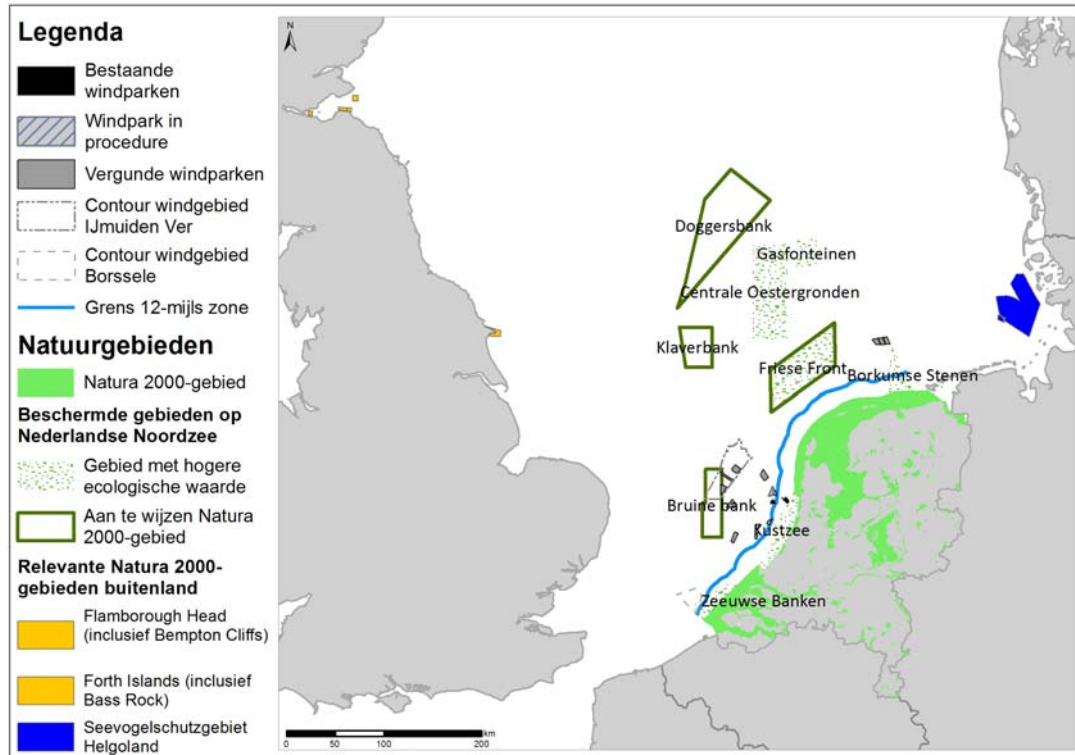 Legenda
Bestaande
windparken
Windpark in
procedure
Vergunde windparken
Contour windgebied
IJmuiden Ver
Contour windgebied
Borssele
Grens 12-mijls zone
Natuurgebieden
Natura 2000-gebied
Beschermde gebieden op
Nederlandse Noordzee
Gebied met hogere
ecologische waarde
Aan te wijzen Natura
2000-gebied
Relevante Natura 2000-
gebieden buitenland
Flamborough Head
(inclusief Bempton Cliffs)
Forth Islands (inclusief
Bass Rock)
Seevogelschutzgebiet
Helgoland
N
Doggersbank
Gasfonteinen
Centrale Oestergronden
Klaverbank
Friese Front
Borkumse Stenen
Bruine bank
Kustzee
Zeeuwse Banken
km
0 50 100 200